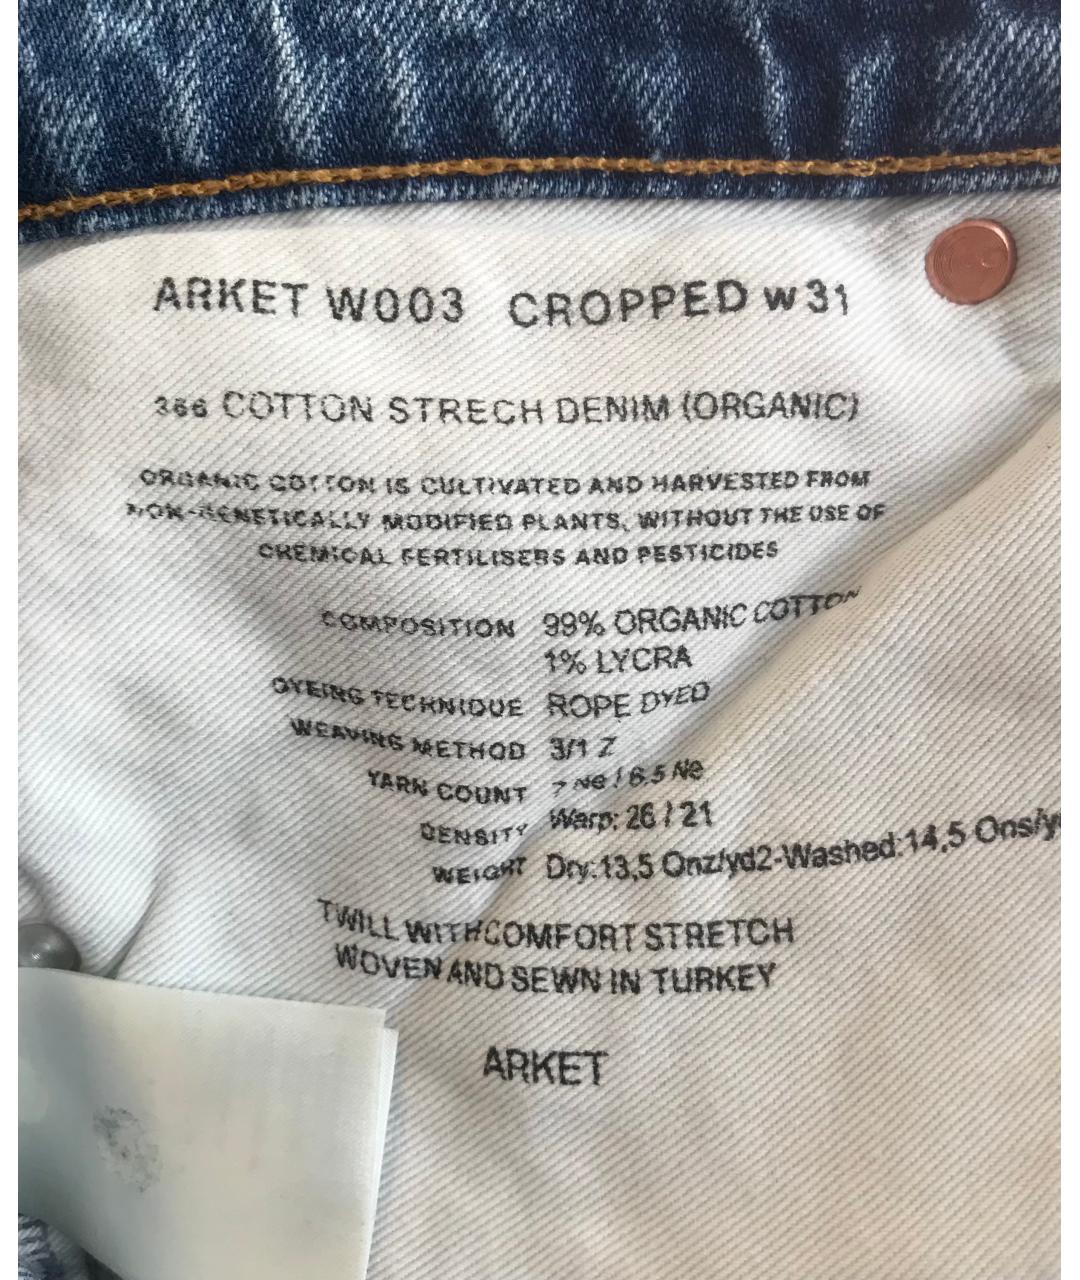 ARKET W003 CROPPED W31
366 COTTON STRECH DENIM (ORGANIC)
ORGANIC COTTON IS CULTIVATED AND HARVESTED FROM
NON-GENETICALLY MODIFIED PLANTS, WITHOUT THE USE OF
CHEMICAL FERTILISERS AND PESTICIDES
COMPOSITION 99% ORGANIC COTTON
1% LYCRA
DYEING TECHNIQUE ROPE DYED
WEAVING METHOD 3/1 Z
YARN COUNT 7 Ne / 6.5 Ne
DENSITY Warp: 26 / 21
WEIGHT Dry:13,5 Onz/yd2-Washed:14,5 Ons/y
TWILL WITHCOMFORT STRETCH
WOVEN AND SEWN IN TURKEY
ARKET